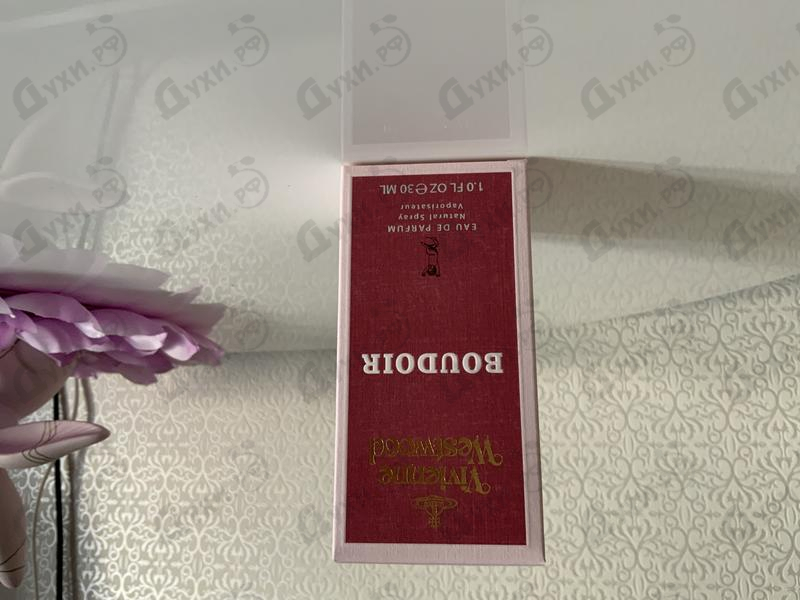 Vivienne
Westwood
BOUDOIR
EAU DE PARFUM
Natural Spray
Vaporisateur
1.0 FL OZ ℮ 30 ML
Духи.рф